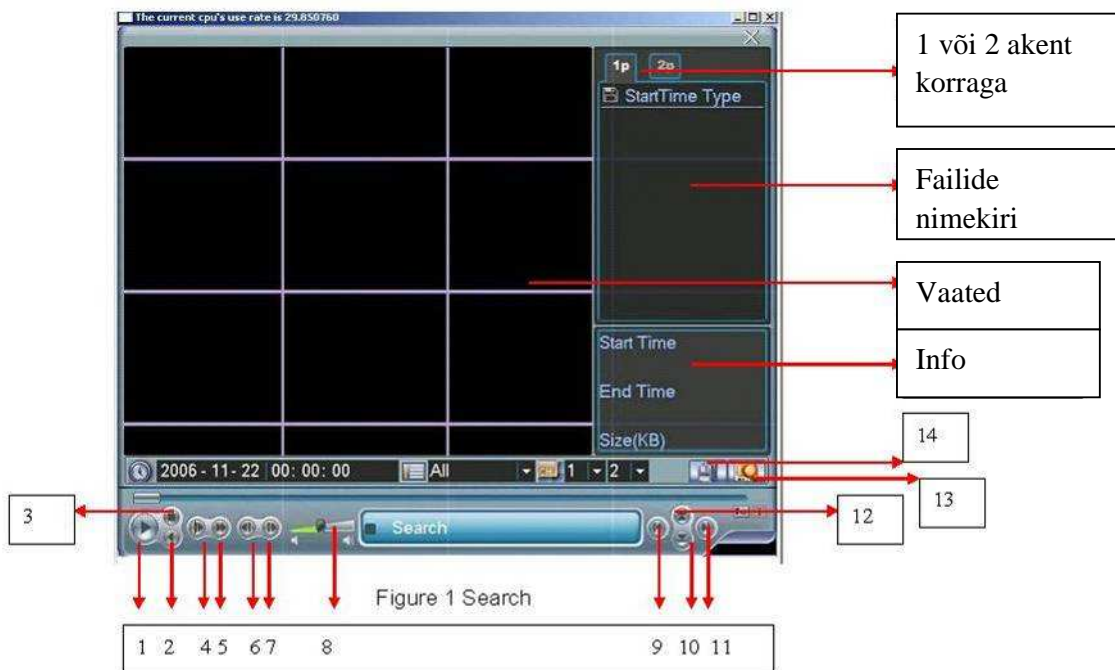 The current cpu's use rate is 29.850760
1p
StartTime Type
Start Time
End Time
Size(KB)
2006 - 11 - 22 00: 00: 00 All 1 2
Search
1 või 2 akent
korraga
Failide
nimekiri
Vaated
Info
14
13
12
3
Figure 1 Search
1 2 4 5 6 7 8 9 10 11